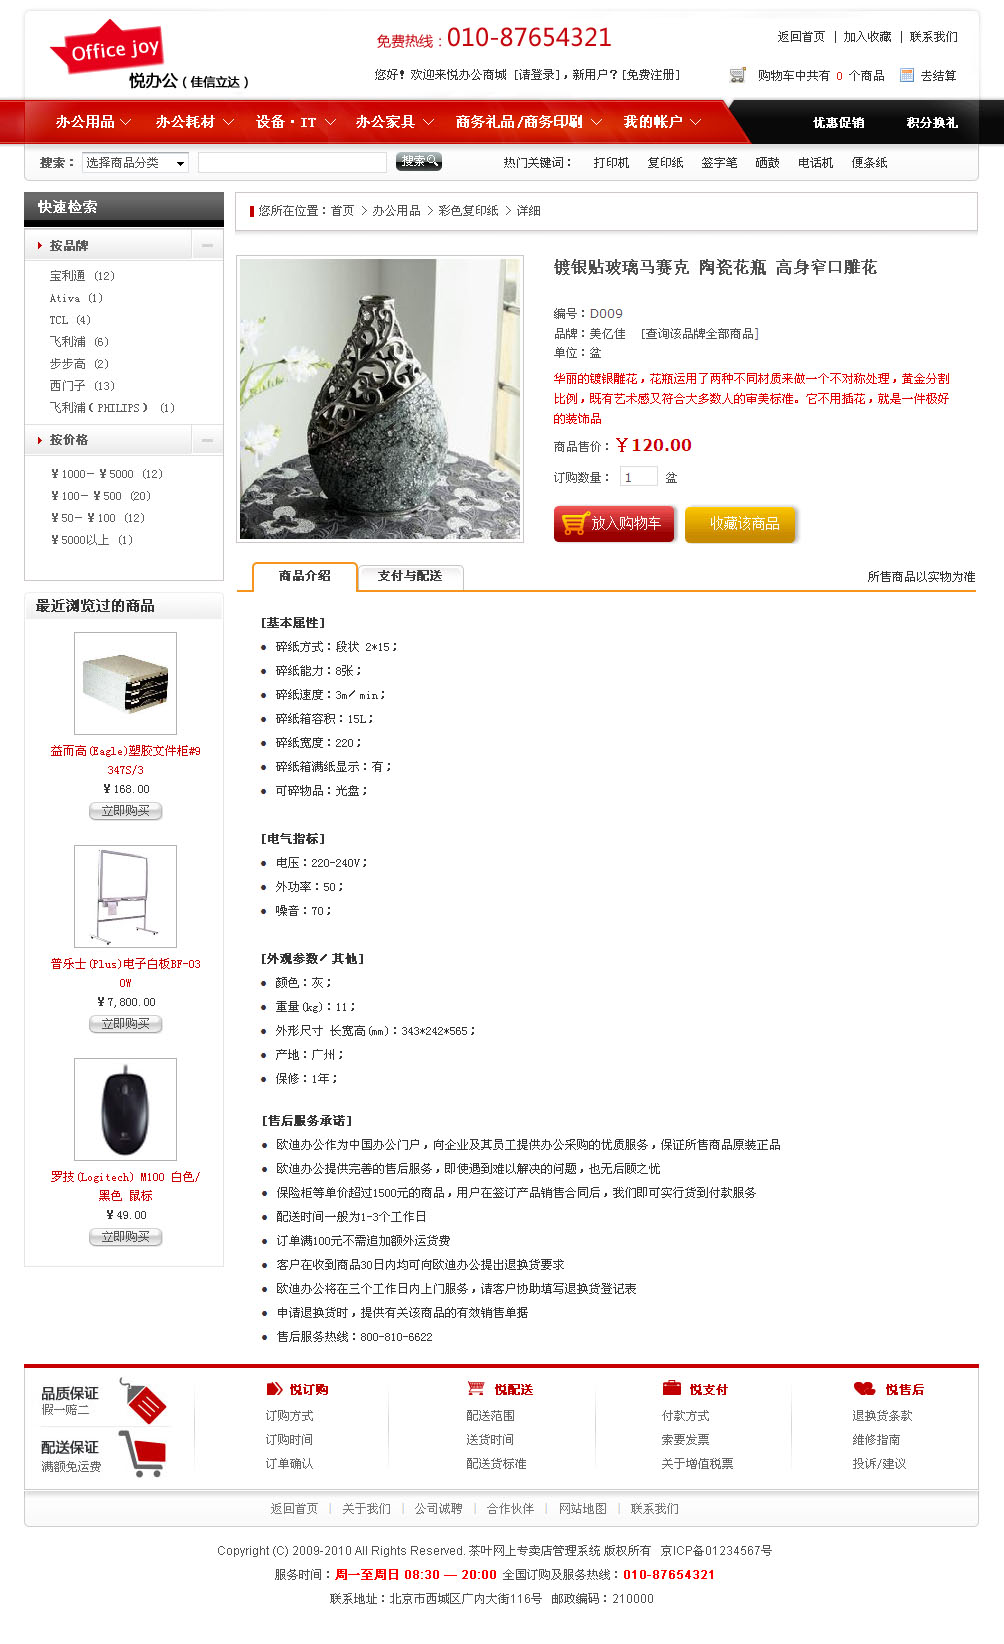 Office joy
悦办公（佳信立达）
免费热线：010-87654321
您好！欢迎来悦办公商城 [请登录]，新用户？[免费注册]
返回首页 | 加入收藏 | 联系我们
购物车中共有 0 个商品 去结算
办公用品 办公耗材 设备·IT 办公家具 商务礼品/商务印刷 我的帐户 优惠促销 积分换礼
搜索： 选择商品分类 搜索 热门关键词： 打印机 复印纸 签字笔 硒鼓 电话机 便条纸
快速检索
按品牌
宝利通 (12)
Ativa (1)
TCL (4)
飞利浦 (6)
步步高 (2)
西门子 (13)
飞利浦（PHILIPS） (1)
按价格
￥1000－￥5000 (12)
￥100－￥500 (20)
￥50－￥100 (12)
￥5000以上 (1)
最近浏览过的商品
益而高(Eagle)塑胶文件柜#9
347S/3
￥168.00
立即购买
普乐士(Plus)电子白板BF-03
0W
￥7,800.00
立即购买
罗技(Logitech) M100 白色/
黑色 鼠标
￥49.00
立即购买
您所在位置：首页 > 办公用品 > 彩色复印纸 > 详细
镀银贴玻璃马赛克 陶瓷花瓶 高身窄口雕花
编号：D009
品牌：美亿佳 [查询该品牌全部商品]
单位：盆
华丽的镀银雕花，花瓶运用了两种不同材质来做一个不对称处理，黄金分割
比例，既有艺术感又符合大多数人的审美标准。它不用插花，就是一件极好
的装饰品
商品售价：￥120.00
订购数量： 1 盆
放入购物车 收藏该商品
商品介绍 支付与配送 所售商品以实物为准
[基本属性]
● 碎纸方式：段状 2*15；
● 碎纸能力：8张；
● 碎纸速度：3m/min；
● 碎纸箱容积：15L；
● 碎纸宽度：220；
● 碎纸箱满纸显示：有；
● 可碎物品：光盘；
[电气指标]
● 电压：220-240V；
● 外功率：50；
● 噪音：70；
[外观参数/其他]
● 颜色：灰；
● 重量(kg)：11；
● 外形尺寸 长宽高(mm)：343*242*565；
● 产地：广州；
● 保修：1年；
[售后服务承诺]
● 欧迪办公作为中国办公门户，向企业及其员工提供办公采购的优质服务，保证所售商品原装正品
● 欧迪办公提供完善的售后服务，即使遇到难以解决的问题，也无后顾之忧
● 保险柜等单价超过1500元的商品，用户在签订产品销售合同后，我们即可实行货到付款服务
● 配送时间一般为1-3个工作日
● 订单满100元不需追加额外运货费
● 客户在收到商品30日内均可向欧迪办公提出退换货要求
● 欧迪办公将在三个工作日内上门服务，请客户协助填写退换货登记表
● 申请退换货时，提供有关该商品的有效销售单据
● 售后服务热线：800-810-6622
品质保证
假一赔二
配送保证
满额免运费
悦订购
订购方式
订购时间
订单确认
悦配送
配送范围
送货时间
配送货标准
悦支付
付款方式
索要发票
关于增值税票
悦售后
退换货条款
维修指南
投诉/建议
返回首页 | 关于我们 | 公司诚聘 | 合作伙伴 | 网站地图 | 联系我们
Copyright (C) 2009-2010 All Rights Reserved. 茶叶网上专卖店管理系统 版权所有 京ICP备01234567号
服务时间：周一至周日 08:30 — 20:00 全国订购及服务热线：010-87654321
联系地址：北京市西城区广内大街116号 邮政编码：210000